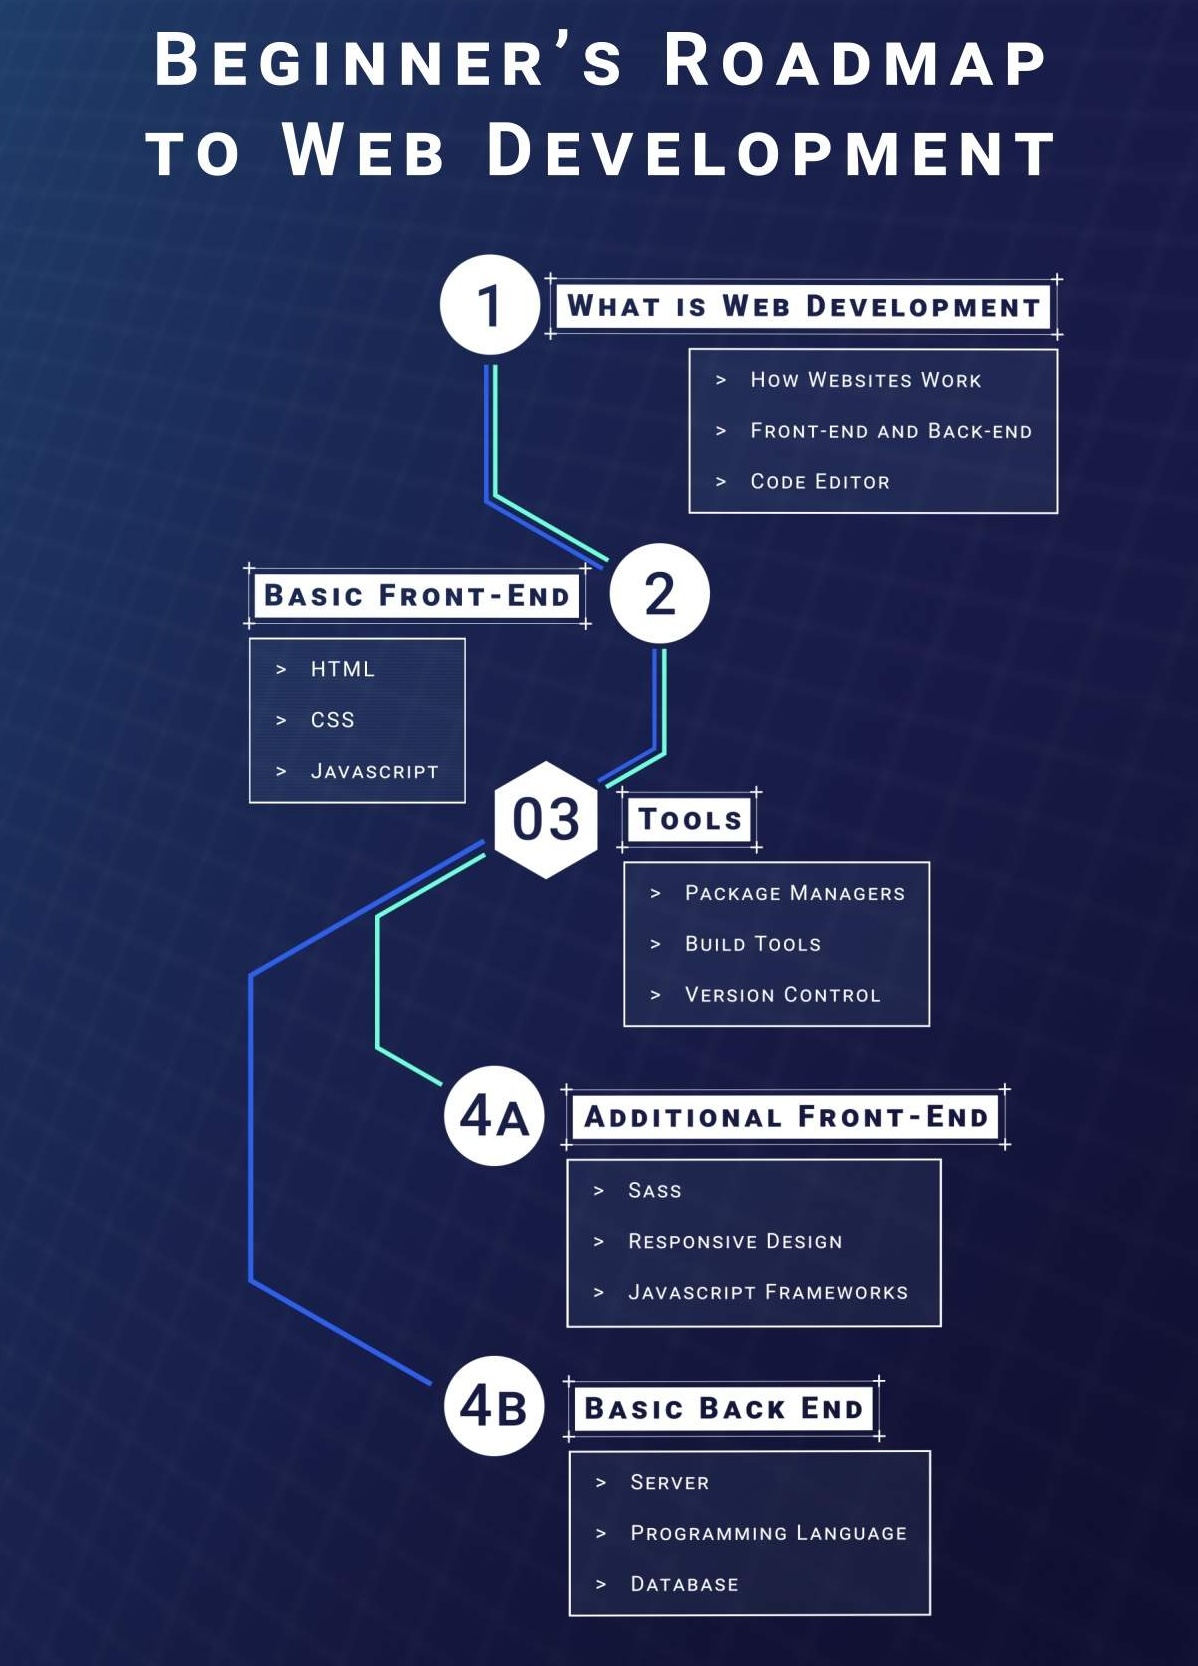 Beginner’s Roadmap
to Web Development
1
What is Web Development
> How Websites Work
> Front-end and Back-end
> Code Editor
2
Basic Front-End
> HTML
> CSS
> Javascript
03
Tools
> Package Managers
> Build Tools
> Version Control
4A
Additional Front-End
> Sass
> Responsive Design
> Javascript Frameworks
4B
Basic Back End
> Server
> Programming Language
> Database